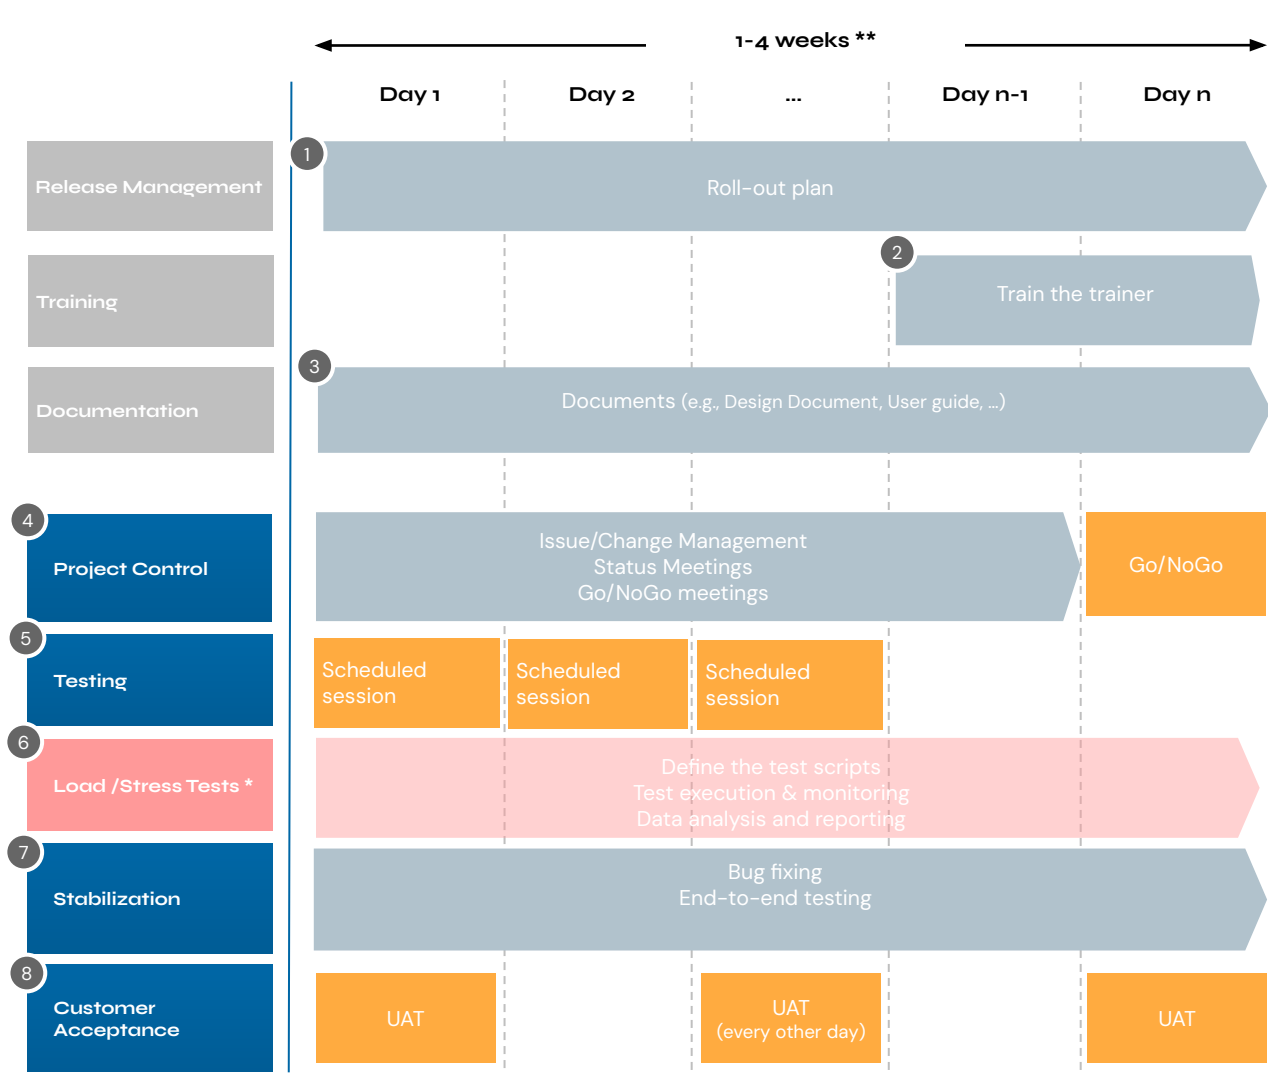 1-4 weeks **
Day 1
Day 2
...
Day n-1
Day n
1
Release Management
Roll-out plan
2
Training
Train the trainer
3
Documentation
Documents (e.g., Design Document, User guide, ...)
4
Project Control
Issue/Change Management
Status Meetings
Go/NoGo meetings
Go/NoGo
5
Testing
Scheduled
session
Scheduled
session
Scheduled
session
6
Load /Stress Tests *
Define the test scripts
Test execution & monitoring
Data analysis and reporting
7
Stabilization
Bug fixing
End-to-end testing
8
Customer
Acceptance
UAT
UAT
(every other day)
UAT